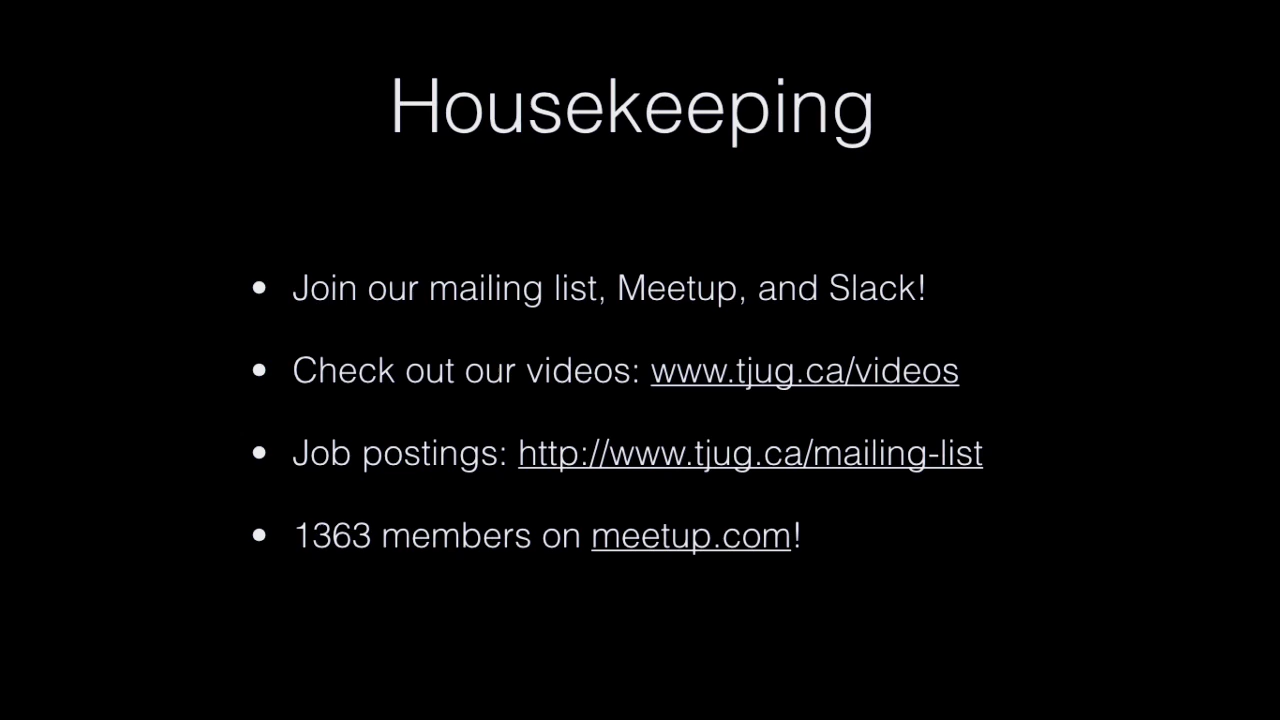 Housekeeping
• Join our mailing list, Meetup, and Slack!
• Check out our videos: www.tjug.ca/videos
• Job postings: http://www.tjug.ca/mailing-list
• 1363 members on meetup.com!